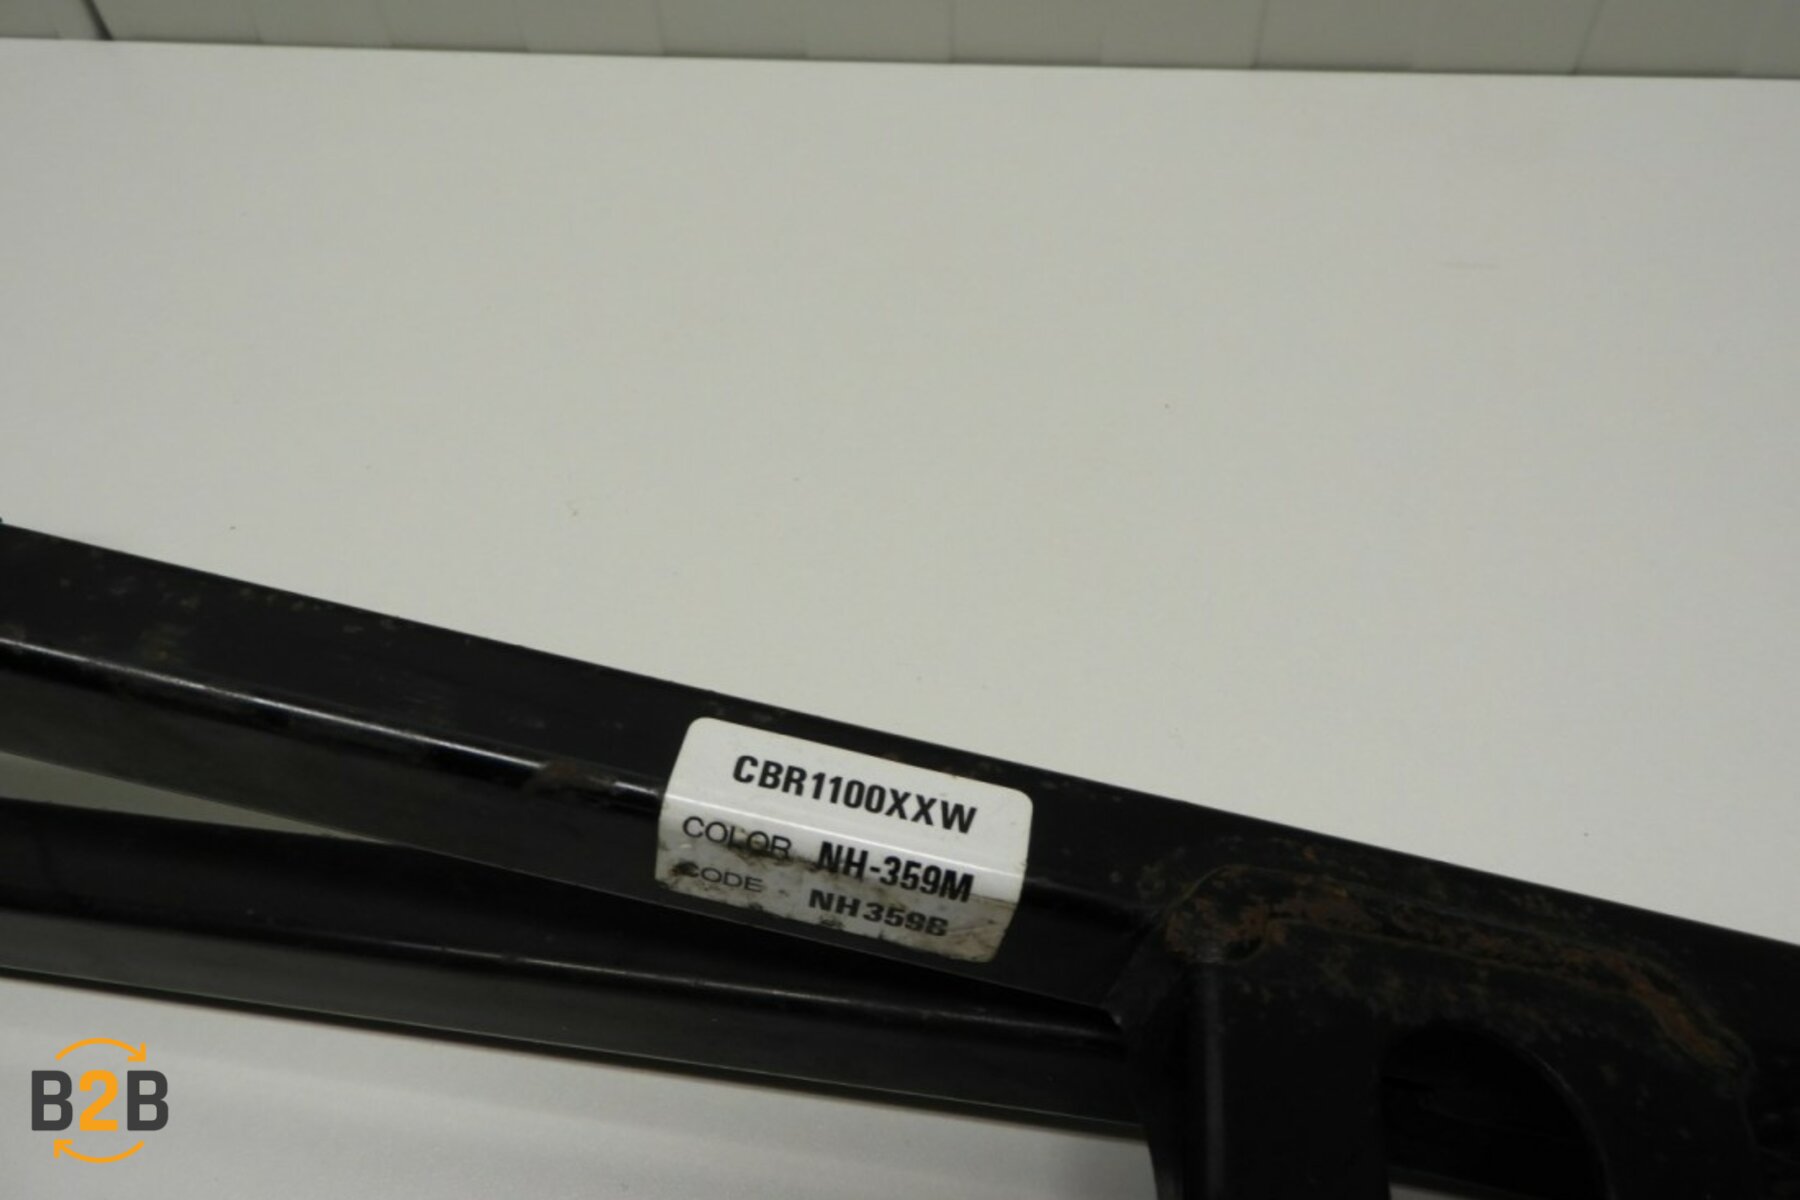 CBR1100XXW
COLOR NH-359M
CODE NH359B
B2B